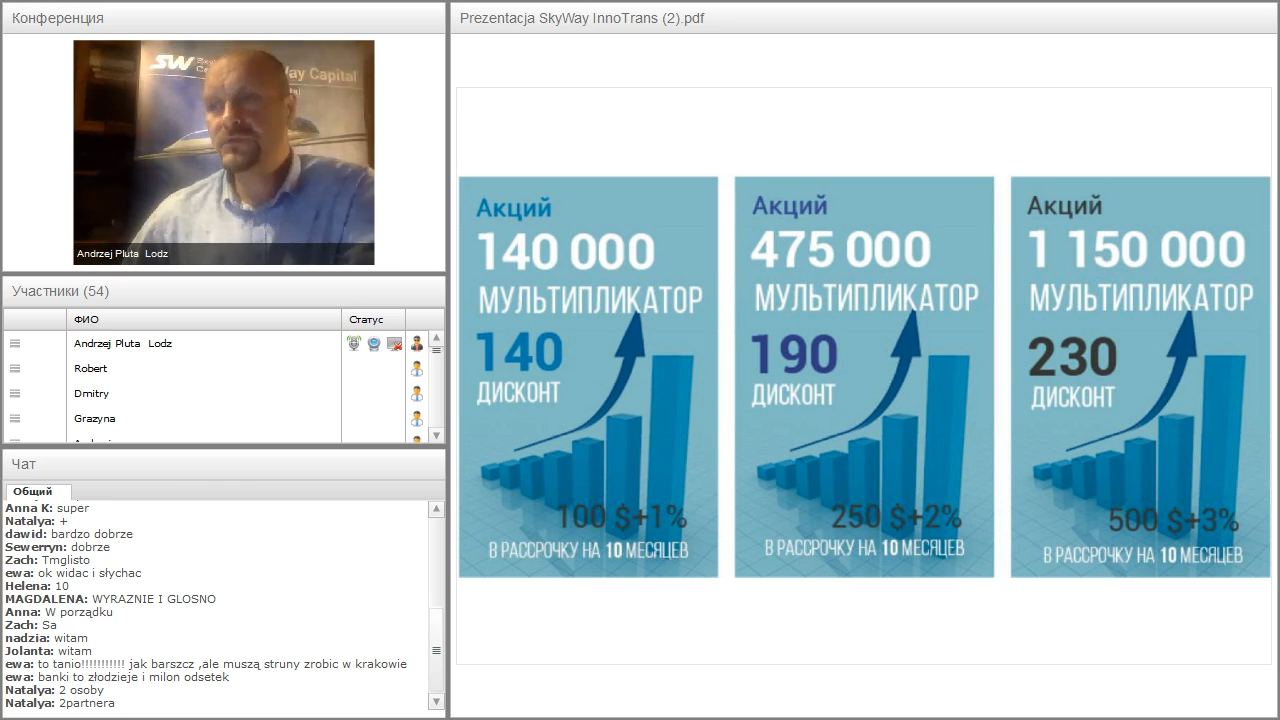 Конференция
SW
Way Capital
Andrzej Pluta Lodz
Участники (54)
ФИО
Статус
Andrzej Pluta Lodz
Robert
Dmitry
Grazyna
Чат
Общий
Anna K: super
Natalya: +
dawid: bardzo dobrze
Sewerryn: dobrze
Zach: Tmglisto
ewa: ok widac i słychac
Helena: 10
MAGDALENA: WYRAZNIE I GLOSNO
Anna: W porządku
Zach: Sa
nadzia: witam
Jolanta: witam
ewa: to tanio!!!!!!!!!!! jak barszcz ,ale muszą struny zrobic w krakowie
ewa: banki to złodzieje i milon odsetek
Natalya: 2 osoby
Natalya: 2partnera
Prezentacja SkyWay InnoTrans (2).pdf
Акций
140 000
МУЛЬТИПЛИКАТОР
140
ДИСКОНТ
100 $+1%
В РАССРОЧКУ НА 10 МЕСЯЦЕВ
Акций
475 000
МУЛЬТИПЛИКАТОР
190
ДИСКОНТ
250 $+2%
В РАССРОЧКУ НА 10 МЕСЯЦЕВ
Акций
1 150 000
МУЛЬТИПЛИКАТОР
230
ДИСКОНТ
500 $+3%
В РАССРОЧКУ НА 10 МЕСЯЦЕВ